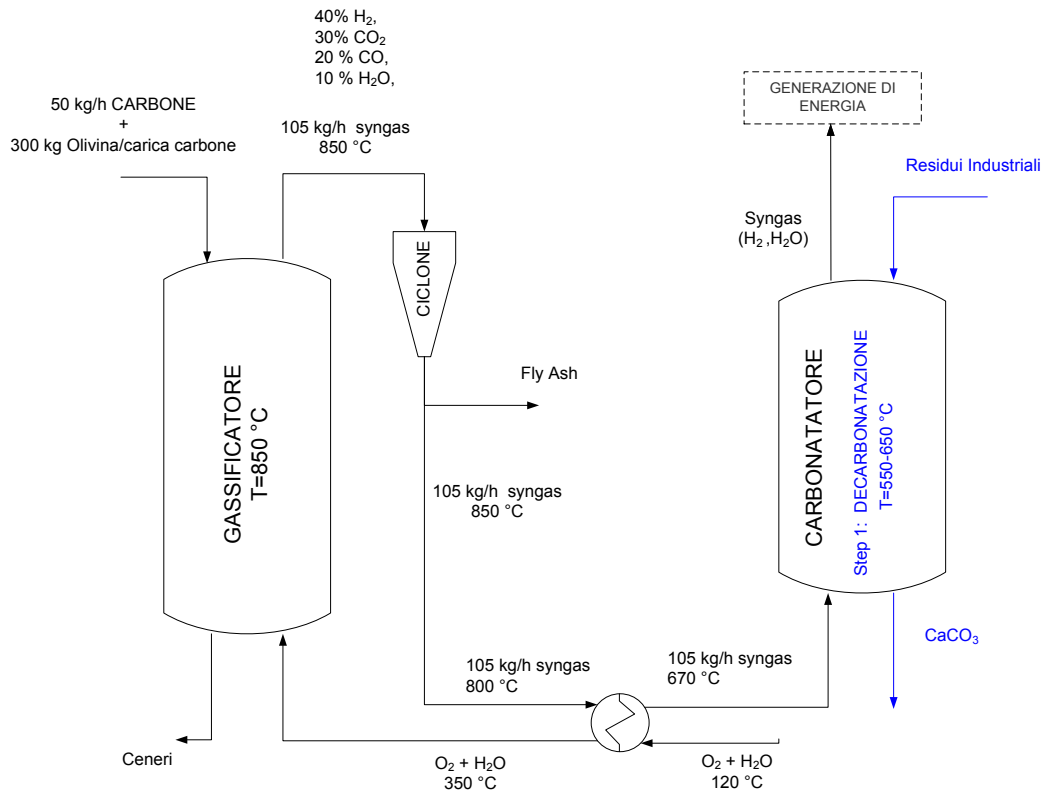 40% H₂,
30% CO₂
20 % CO,
10 % H₂O,
50 kg/h CARBONE
+
300 kg Olivina/carica carbone
105 kg/h syngas
850 °C
GENERAZIONE DI
ENERGIA
Residui Industriali
Syngas
(H₂ ,H₂O)
CICLONE
Fly Ash
GASSIFICATORE
T=850 °C
105 kg/h syngas
850 °C
CARBONATATORE
Step 1: DECARBONATAZIONE
T=550-650 °C
CaCO₃
105 kg/h syngas
800 °C
105 kg/h syngas
670 °C
Ceneri
O₂ + H₂O
350 °C
O₂ + H₂O
120 °C